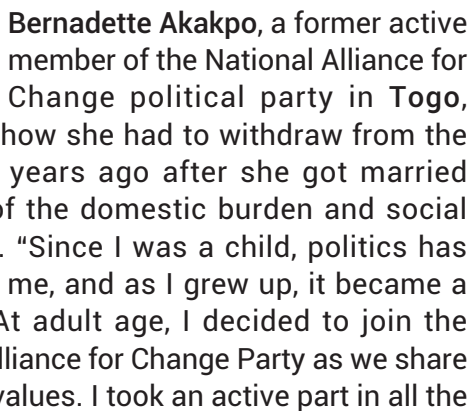 Bernadette Akakpo, a former active
member of the National Alliance for
Change political party in Togo,
how she had to withdraw from the
years ago after she got married
of the domestic burden and social
. “Since I was a child, politics has
me, and as I grew up, it became a
At adult age, I decided to join the
lliance for Change Party as we share
values. I took an active part in all the